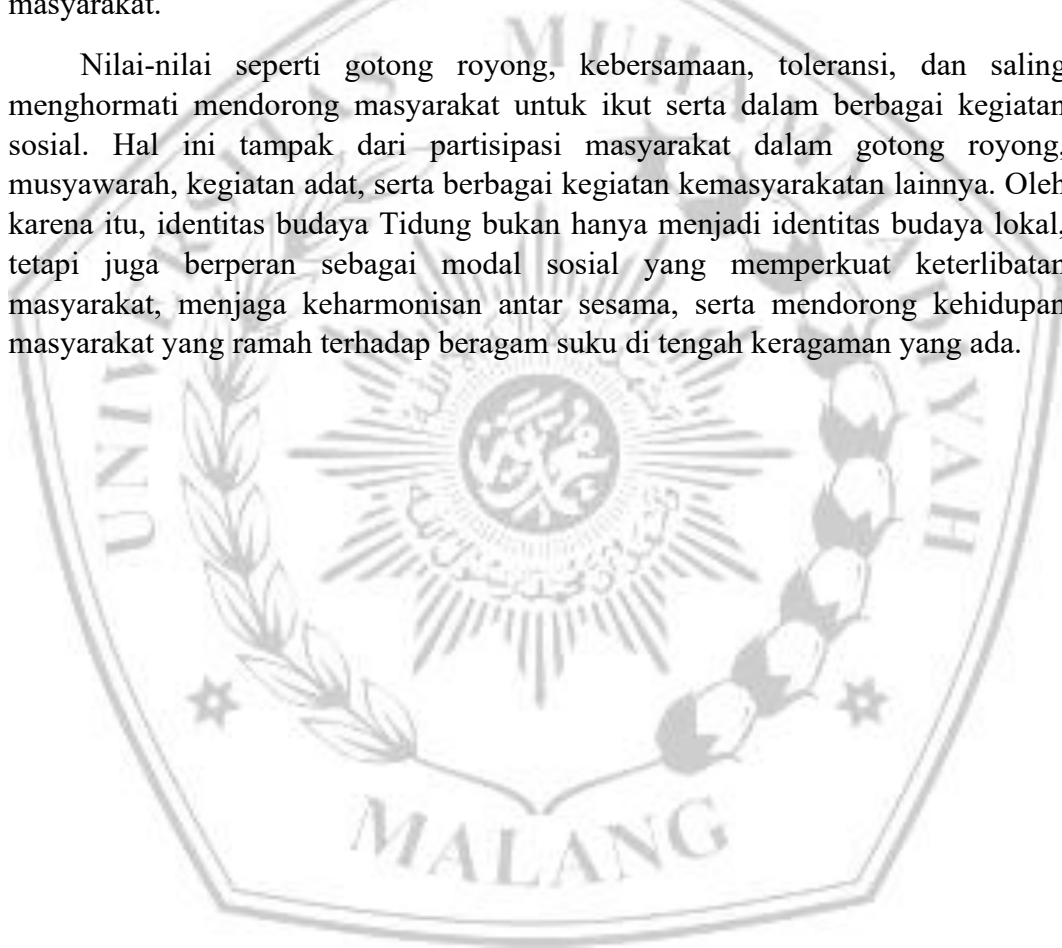 masyarakat.
Nilai-nilai seperti gotong royong, kebersamaan, toleransi, dan saling
menghormati mendorong masyarakat untuk ikut serta dalam berbagai kegiatan
sosial. Hal ini tampak dari partisipasi masyarakat dalam gotong royong,
musyawarah, kegiatan adat, serta berbagai kegiatan kemasyarakatan lainnya. Oleh
karena itu, identitas budaya Tidung bukan hanya menjadi identitas budaya lokal,
tetapi juga berperan sebagai modal sosial yang memperkuat keterlibatan
masyarakat, menjaga keharmonisan antar sesama, serta mendorong kehidupan
masyarakat yang ramah terhadap beragam suku di tengah keragaman yang ada.
UNIVERSITAS MUHAMMADIYAH
MALANG